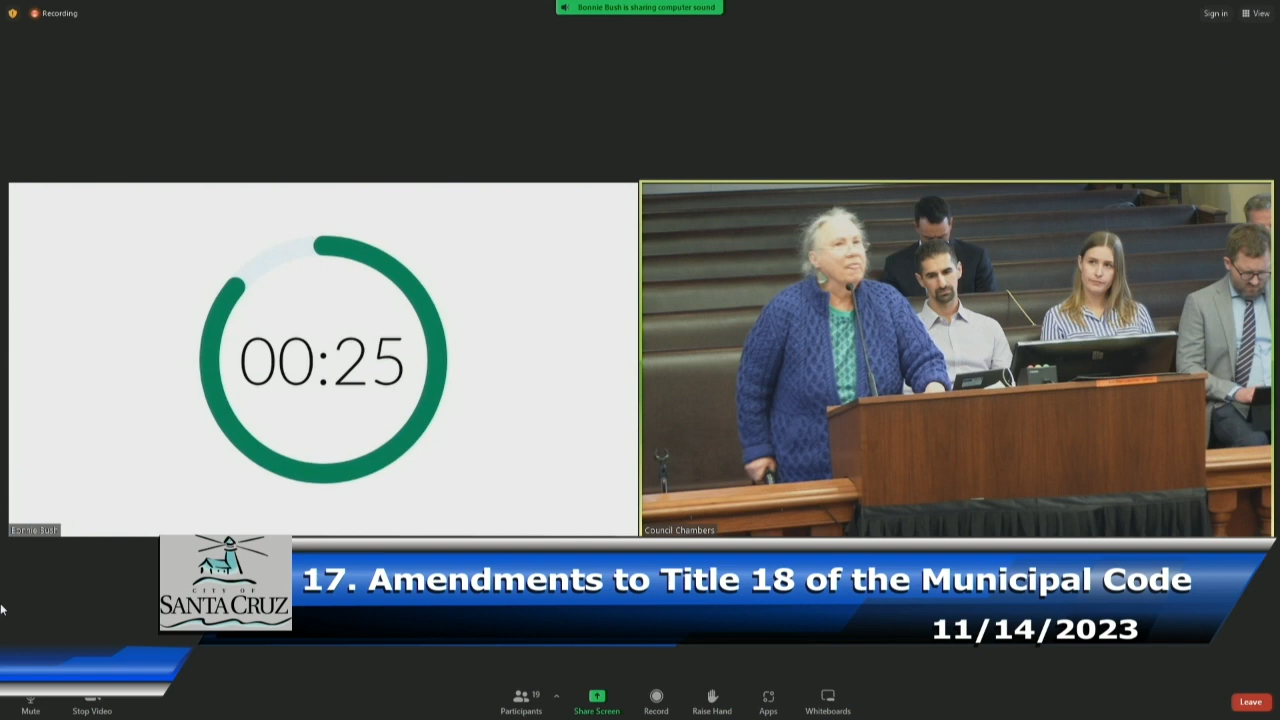 Recording
Bonnie Bush is sharing computer sound
Sign in
View
00:25
Bonnie Bush
Council Chambers
CITY OF
SANTA CRUZ
17. Amendments to Title 18 of the Municipal Code
11/14/2023
Mute
Stop Video
Participants
19
Share Screen
Record
Raise Hand
Apps
Whiteboards
Leave